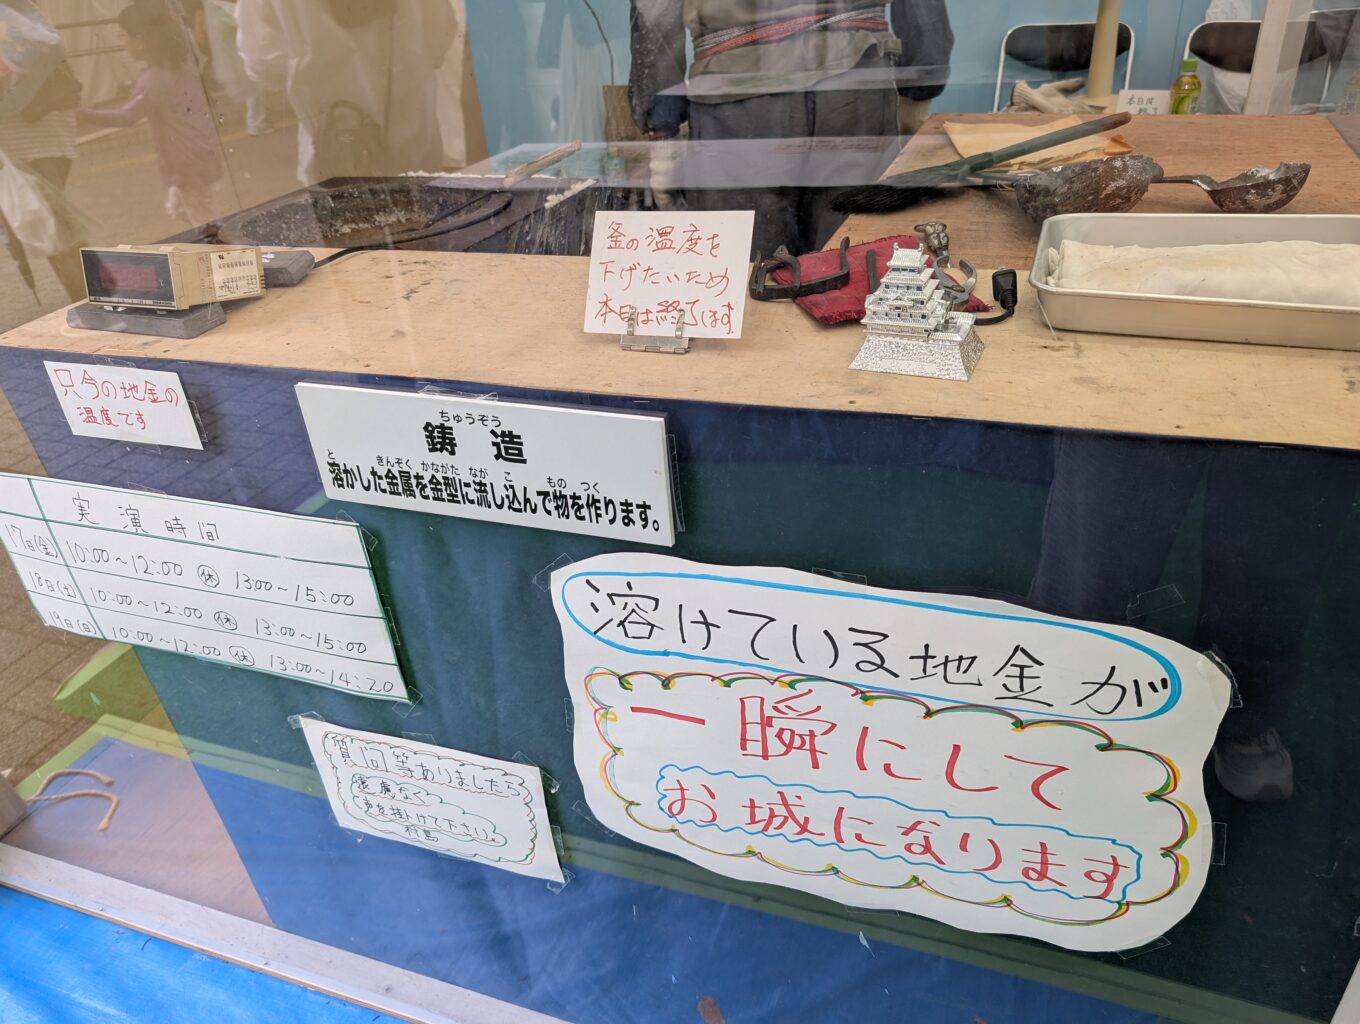 本日は
終了
釜の温度を
下げたいため
本日は終了します
只今の地金の
温度です
ちゅうぞう
鋳造
と きんぞく かながた なが こ もの つく
溶かした金属を金型に流し込んで物を作ります。
実演時間
17日(金) 10:00~12:00 休 13:00~15:00
18日(土) 10:00~12:00 休 13:00~15:00
19日(日) 10:00~12:00 休 13:00~14:20
質問等ありましたら
遠慮なく
声を掛けて下さい。
溶けている地金が
一瞬にして
お城になります